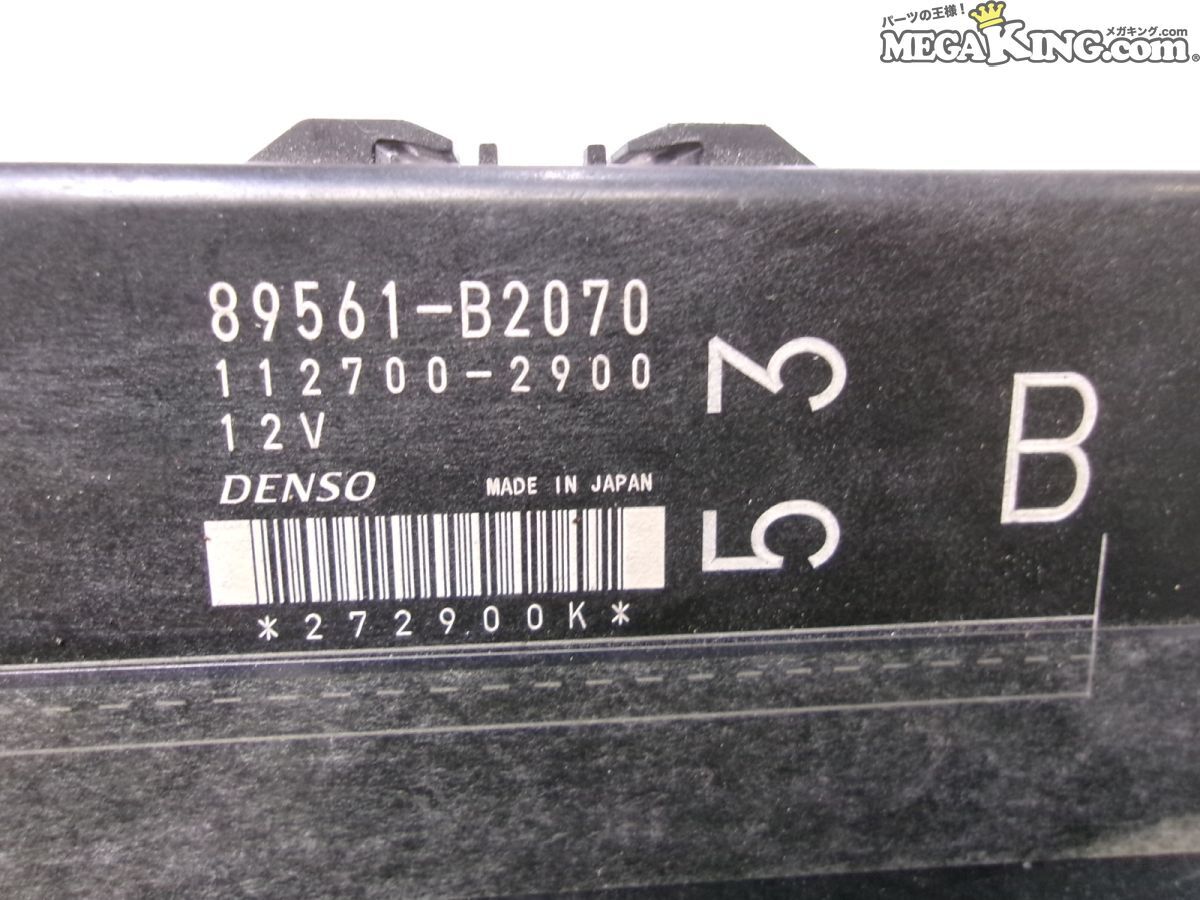 パーツの王様!
メガキング.com
MEGAKING.com®
89561-B2070
112700-2900
12V
DENSO MADE IN JAPAN
*272900K*
53
B